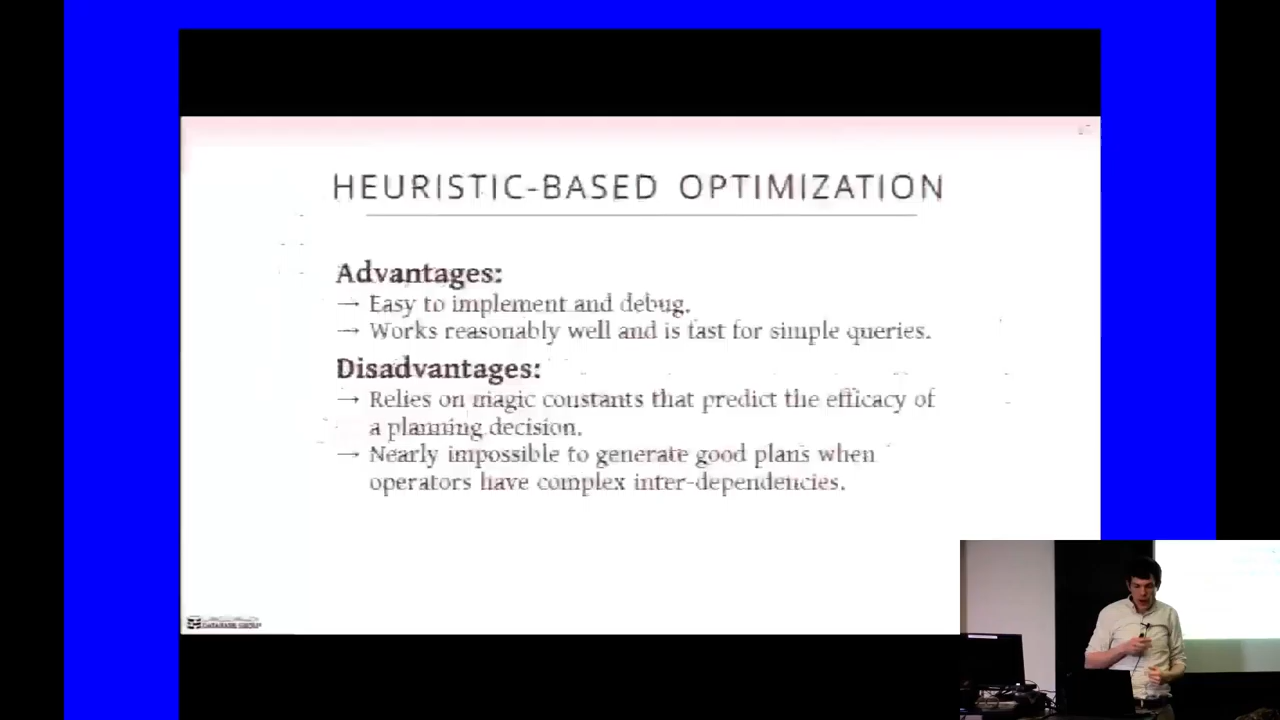 HEURISTIC-BASED OPTIMIZATION
Advantages:
→ Easy to implement and debug.
→ Works reasonably well and is fast for simple queries.
Disadvantages:
→ Relies on magic constants that predict the efficacy of
a planning decision.
→ Nearly impossible to generate good plans when
operators have complex inter-dependencies.
DATABASE GROUP